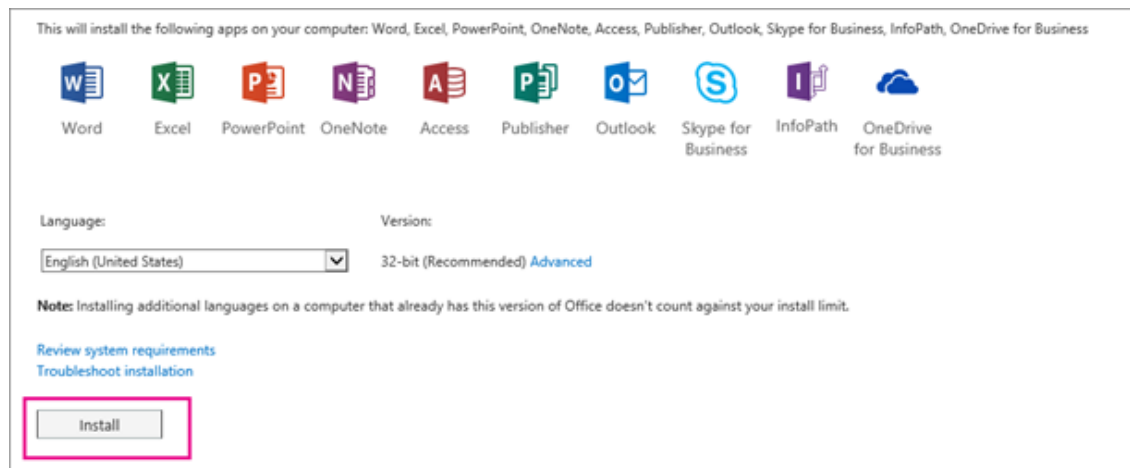 This will install the following apps on your computer: Word, Excel, PowerPoint, OneNote, Access, Publisher, Outlook, Skype for Business, InfoPath, OneDrive for Business
W X P N A P O S I
Word Excel PowerPoint OneNote Access Publisher Outlook Skype for Business InfoPath OneDrive for Business
Language: Version:
English (United States) 32-bit (Recommended) Advanced
Note: Installing additional languages on a computer that already has this version of Office doesn't count against your install limit.
Review system requirements
Troubleshoot installation
Install